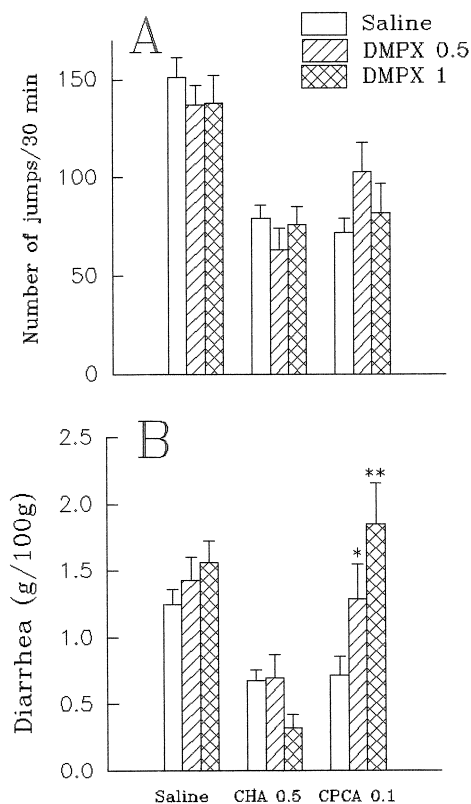 A
Saline
DMPX 0.5
DMPX 1
Number of jumps/30 min
150
100
50
0
B
Diarrhea (g/100g)
2.5
2.0
1.5
1.0
0.5
0.0
*
**
Saline CHA 0.5 CPCA 0.1